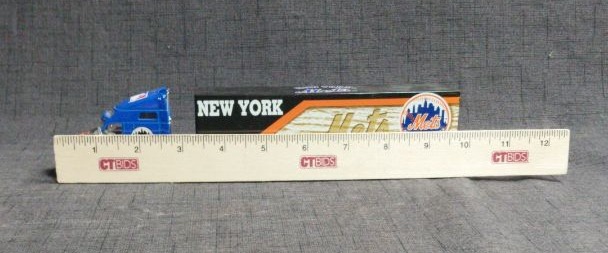 NEW YORK
Mets
Mets
1 2 3 4 5 6 7 8 9 10 11 12
CTBIDS CTBIDS CTBIDS